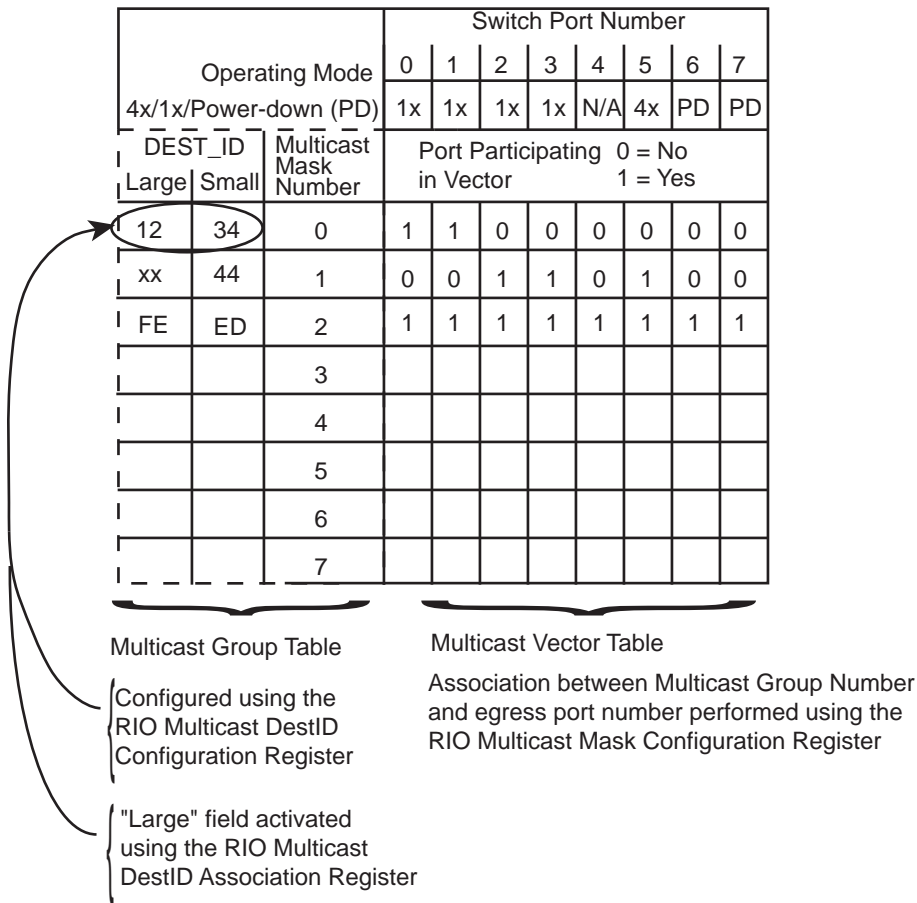 Switch Port Number
Operating Mode 0 1 2 3 4 5 6 7
4x/1x/Power-down (PD) 1x 1x 1x 1x N/A 4x PD PD
DEST_ID Multicast Mask Number Port Participating in Vector 0 = No 1 = Yes
Large Small
12 34 0 1 1 0 0 0 0 0 0
xx 44 1 0 0 1 1 0 1 0 0
FE ED 2 1 1 1 1 1 1 1 1
3
4
5
6
7
Multicast Group Table
Configured using the
RIO Multicast DestID
Configuration Register
"Large" field activated
using the RIO Multicast
DestID Association Register
Multicast Vector Table
Association between Multicast Group Number
and egress port number performed using the
RIO Multicast Mask Configuration Register